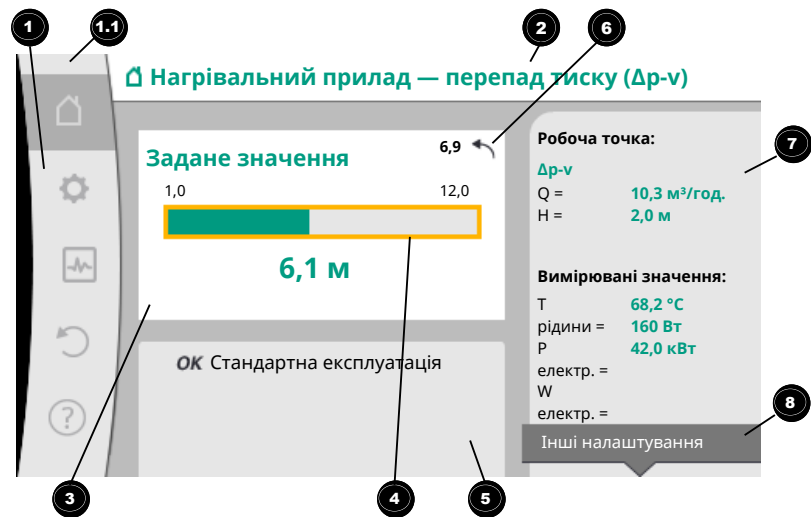 1
1.1
2
6
Нагрівальний прилад — перепад тиску (Δp-v)
Задане значення
6,9
1,0
12,0
6,1 м
OK Стандартна експлуатація
Робоча точка:
7
Δp-v
Q = 10,3 м³/год.
H = 2,0 м
Вимірювані значення:
T 68,2 °C
рідини = 160 Вт
P 42,0 кВт
електр. =
W
електр. =
8
Інші налаштування
?
3
4
5